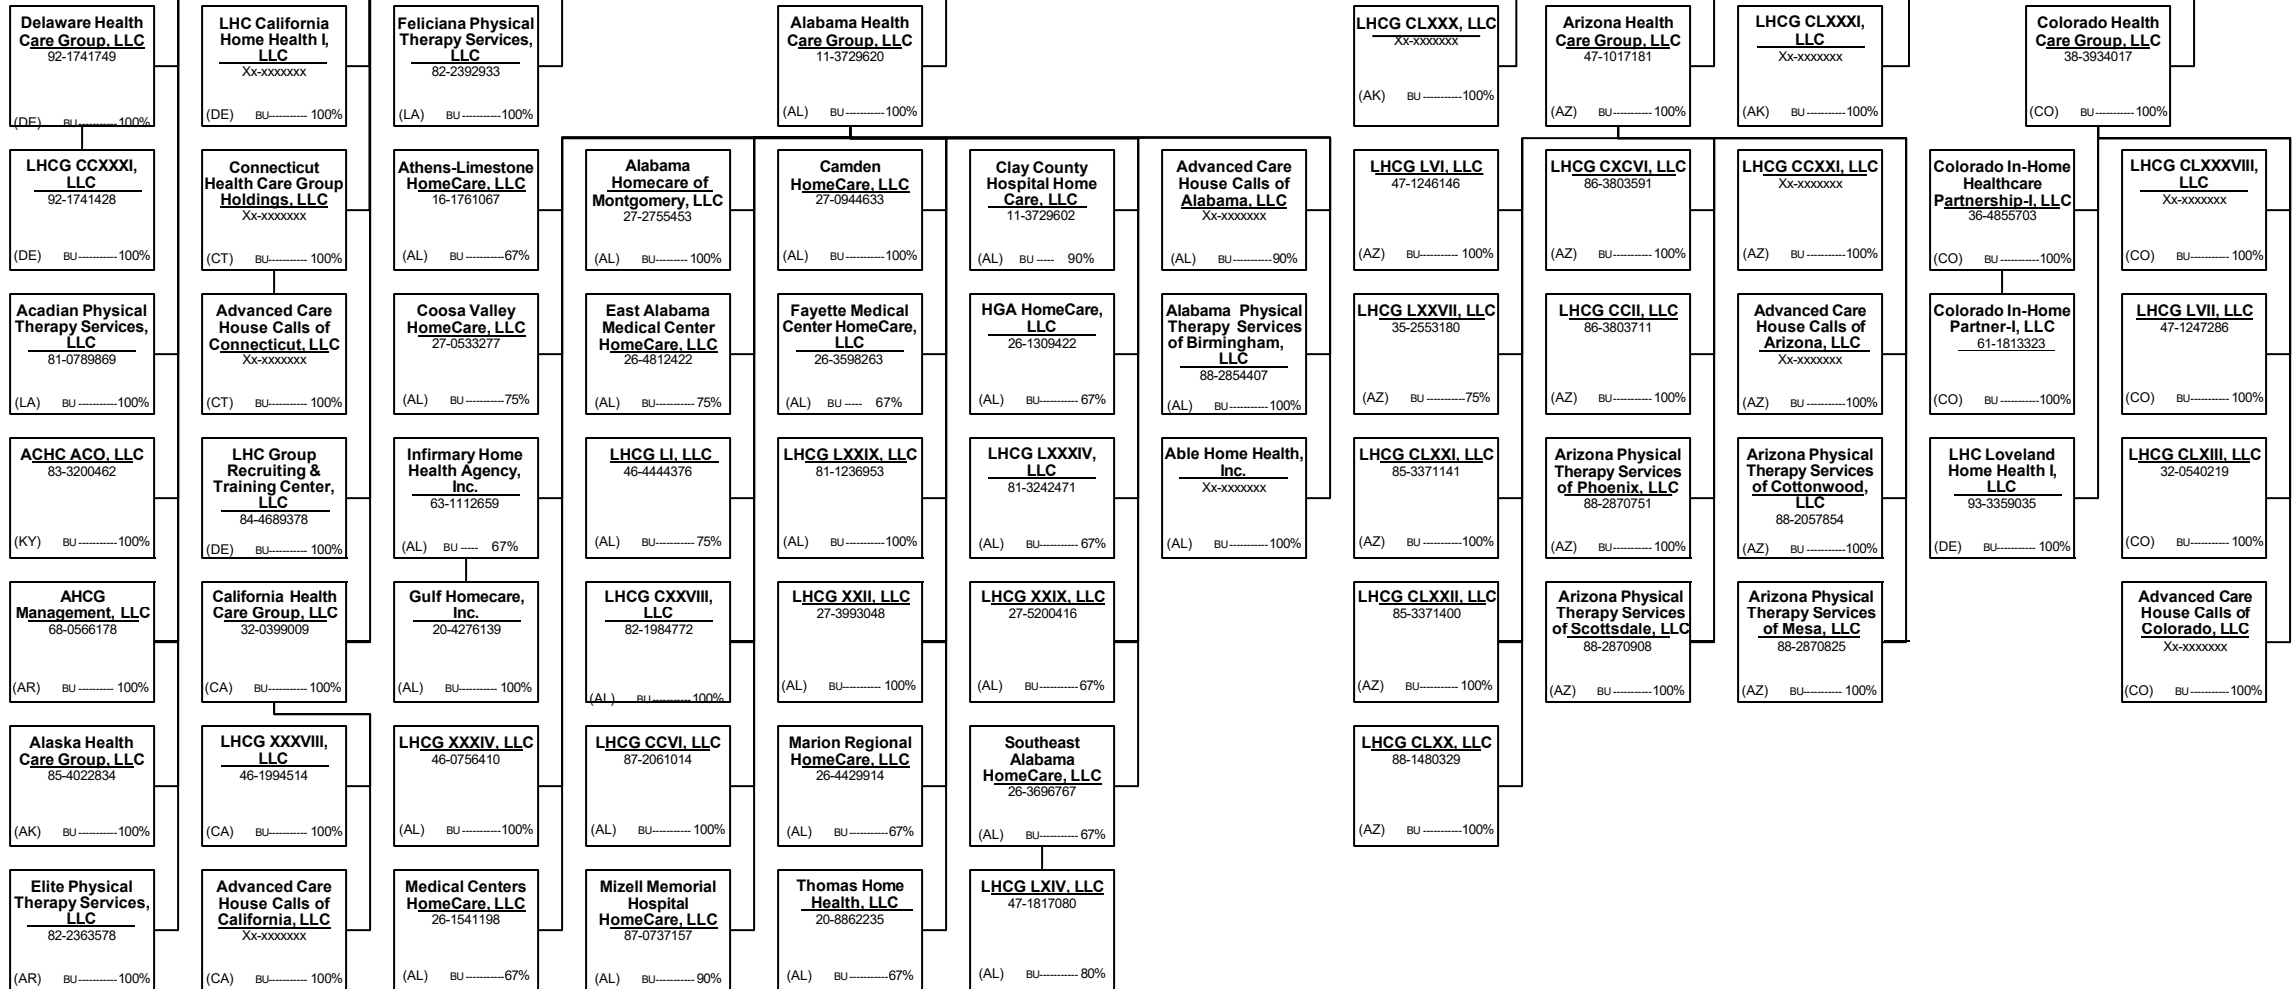 Delaware Health
Care Group, LLC
92-1741749
(DE) BU-----------100%
LHC California
Home Health I,
LLC
Xx-xxxxxxx
(DE) BU----------- 100%
Feliciana Physical
Therapy Services,
LLC
82-2392933
(LA) BU-----------100%
Alabama Health
Care Group, LLC
11-3729620
(AL) BU-----------100%
LHCG CLXXX, LLC
Xx-xxxxxxx
(AK) BU-----------100%
Arizona Health
Care Group, LLC
47-1017181
(AZ) BU-----------100%
LHCG CLXXXI,
LLC
Xx-xxxxxxx
(AK) BU-----------100%
Colorado Health
Care Group, LLC
38-3934017
(CO) BU-----------100%
LHCG CCXXXI,
LLC
92-1741428
(DE) BU-----------100%
Connecticut
Health Care Group
Holdings, LLC
Xx-xxxxxxx
(CT) BU----------- 100%
Athens-Limestone
HomeCare, LLC
16-1761067
(AL) BU-----------67%
Alabama
Homecare of
Montgomery, LLC
27-2755453
(AL) BU--------- 100%
Camden
HomeCare, LLC
27-0944633
(AL) BU-----------100%
Clay County
Hospital Home
Care, LLC
11-3729602
(AL) BU ----- 90%
Advanced Care
House Calls of
Alabama, LLC
Xx-xxxxxxx
(AL) BU-----------90%
LHCG LVI, LLC
47-1246146
(AZ) BU----------- 100%
LHCG CXCVI, LLC
86-3803591
(AZ) BU----------- 100%
LHCG CCXXI, LLC
Xx-xxxxxxx
(AZ) BU-----------100%
Colorado In-Home
Healthcare
Partnership-I, LLC
36-4855703
(CO) BU-----------100%
LHCG CLXXXVIII,
LLC
Xx-xxxxxxx
(CO) BU-----------100%
Acadian Physical
Therapy Services,
LLC
81-0789869
(LA) BU-----------100%
Advanced Care
House Calls of
Connecticut, LLC
Xx-xxxxxxx
(CT) BU----------- 100%
Coosa Valley
HomeCare, LLC
27-0533277
(AL) BU-----------75%
East Alabama
Medical Center
HomeCare, LLC
26-4812422
(AL) BU----------- 75%
Fayette Medical
Center HomeCare,
LLC
26-3598263
(AL) BU ----- 67%
HGA HomeCare,
LLC
26-1309422
(AL) BU----------- 67%
Alabama Physical
Therapy Services
of Birmingham,
LLC
88-2854407
(AL) BU-----------100%
LHCG LXXVII, LLC
35-2553180
(AZ) BU-----------75%
LHCG CCII, LLC
86-3803711
(AZ) BU----------- 100%
Advanced Care
House Calls of
Arizona, LLC
Xx-xxxxxxx
(AZ) BU-----------100%
Colorado In-Home
Partner-I, LLC
61-1813323
(CO) BU-----------100%
LHCG LVII, LLC
47-1247286
(CO) BU-----------100%
ACHC ACO, LLC
83-3200462
(KY) BU-----------100%
LHC Group
Recruiting &
Training Center,
LLC
84-4689378
(DE) BU----------- 100%
Infirmary Home
Health Agency,
Inc.
63-1112659
(AL) BU ----- 67%
LHCG LI, LLC
46-4444376
(AL) BU----------- 75%
LHCG LXXIX, LLC
81-1236953
(AL) BU-----------100%
LHCG LXXXIV,
LLC
81-3242471
(AL) BU----------- 67%
Able Home Health,
Inc.
Xx-xxxxxxx
(AL) BU-----------100%
LHCG CLXXI, LLC
85-3371141
(AZ) BU-----------100%
Arizona Physical
Therapy Services
of Phoenix, LLC
88-2870751
(AZ) BU----------- 100%
Arizona Physical
Therapy Services
of Cottonwood,
LLC
88-2057854
(AZ) BU-----------100%
LHC Loveland
Home Health I,
LLC
93-3359035
(DE) BU----------- 100%
LHCG CLXIII, LLC
32-0540219
(CO) BU----------- 100%
AHCG
Management, LLC
68-0566178
(AR) BU----------- 100%
California Health
Care Group, LLC
32-0399009
(CA) BU----------- 100%
Gulf Homecare,
Inc.
20-4276139
(AL) BU----------- 100%
LHCG CXXVIII,
LLC
82-1984772
(AL) BU-----------100%
LHCG XXII, LLC
27-3993048
(AL) BU----------- 100%
LHCG XXIX, LLC
27-5200416
(AL) BU-----------67%
LHCG CLXXII, LLC
85-3371400
(AZ) BU----------- 100%
Arizona Physical
Therapy Services
of Scottsdale, LLC
88-2870908
(AZ) BU-----------100%
Arizona Physical
Therapy Services
of Mesa, LLC
88-2870825
(AZ) BU-----------100%
Advanced Care
House Calls of
Colorado, LLC
Xx-xxxxxxx
(CO) BU-----------100%
Alaska Health
Care Group, LLC
85-4022834
(AK) BU-----------100%
LHCG XXXVIII,
LLC
46-1994514
(CA) BU----------- 100%
LHCG XXXIV, LLC
46-0756410
(AL) BU-----------100%
LHCG CCVI, LLC
87-2061014
(AL) BU----------- 100%
Marion Regional
HomeCare, LLC
26-4429914
(AL) BU-----------67%
Southeast
Alabama
HomeCare, LLC
26-3696767
(AL) BU----------- 67%
LHCG CLXX, LLC
88-1480329
(AZ) BU-----------100%
Elite Physical
Therapy Services,
LLC
82-2363578
(AR) BU-----------100%
Advanced Care
House Calls of
California, LLC
Xx-xxxxxxx
(CA) BU----------- 100%
Medical Centers
HomeCare, LLC
26-1541198
(AL) BU-----------67%
Mizell Memorial
Hospital
HomeCare, LLC
87-0737157
(AL) BU----------- 90%
Thomas Home
Health, LLC
20-8862235
(AL) BU-----------67%
LHCG LXIV, LLC
47-1817080
(AL) BU----------- 80%